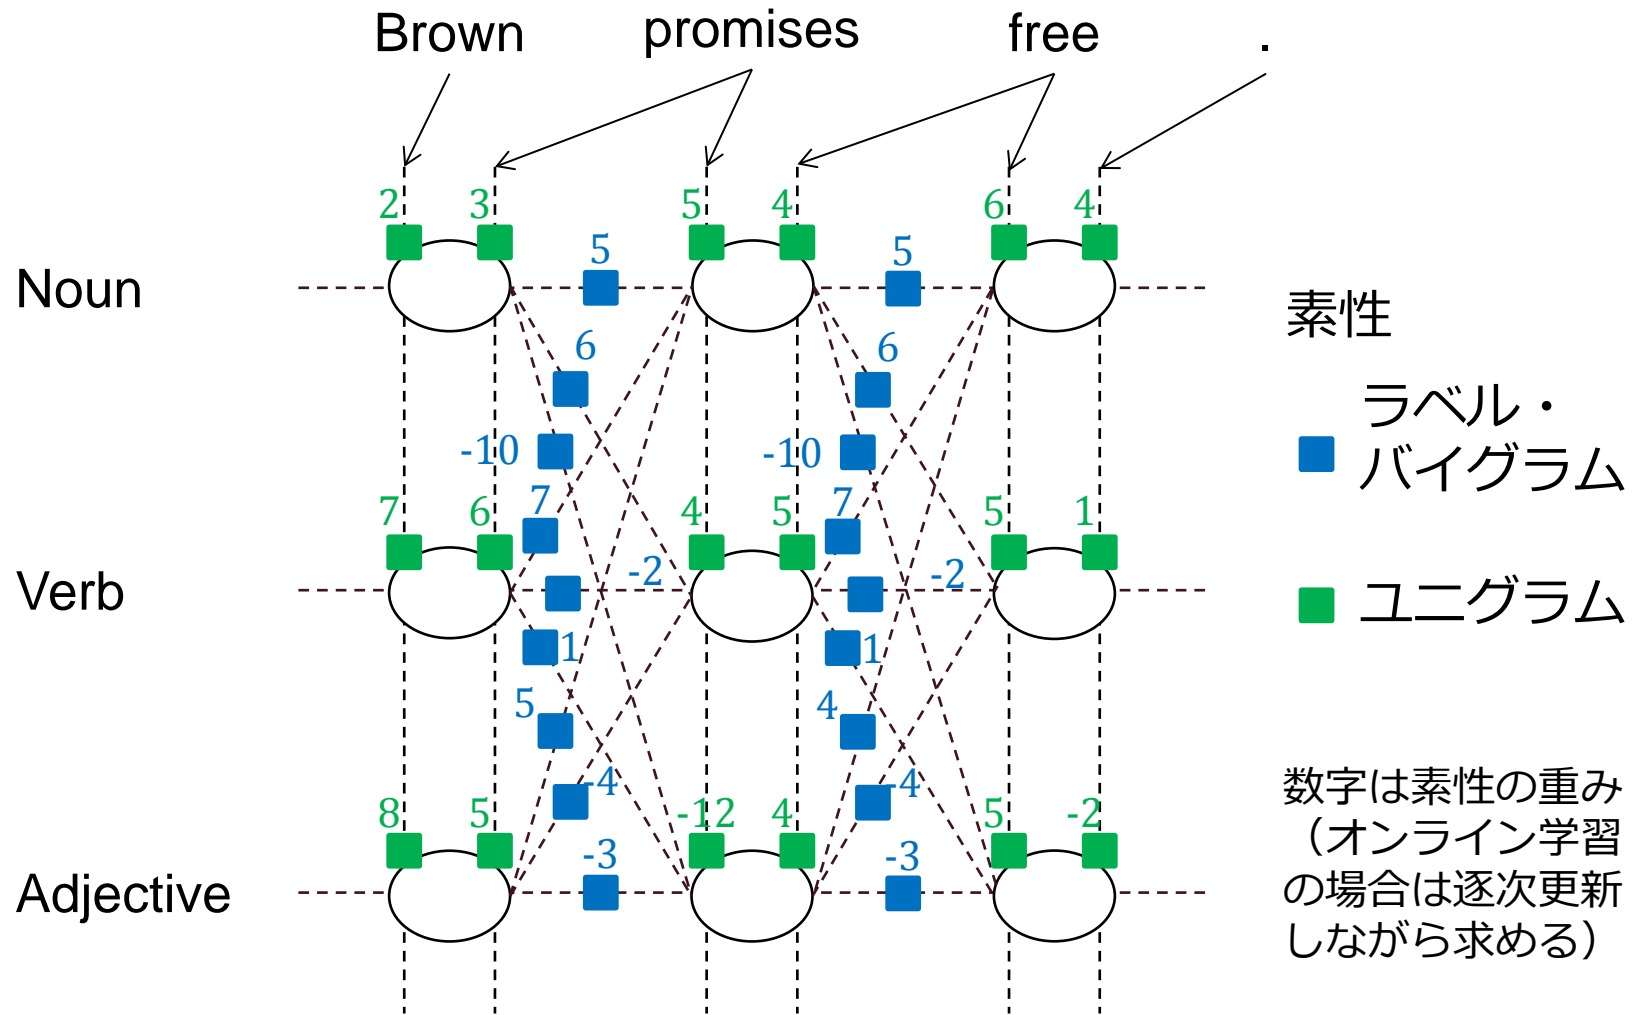 Brown promises free .
2 3 5 4 6 4
5 5
Noun
素性
6 6
ラベル・
バイグラム
-10 -10
7 7
7 6 4 5 5 1
-2 -2
Verb
ユニグラム
1 1
5 4
-4 -4
8 5 -12 4 5 -2
-3 -3
Adjective
数字は素性の重み
(オンライン学習
の場合は逐次更新
しながら求める)